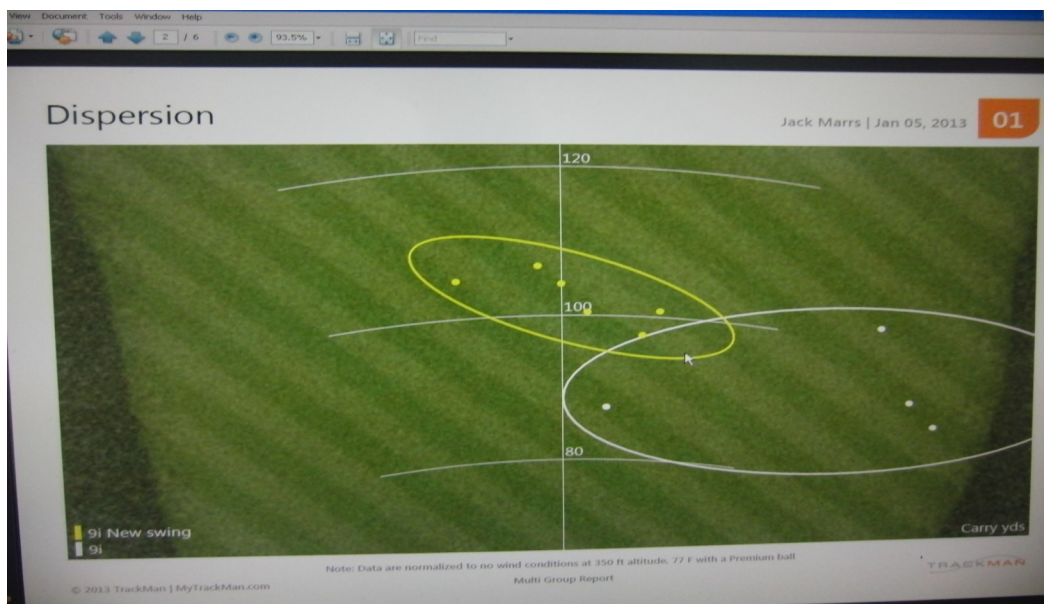 View Document Tools Window Help
2 / 6 93.5% Find
Dispersion
Jack Marrs | Jan 05, 2013 01
120
100
80
9i New swing
9i
Carry yds
Note: Data are normalized to no wind conditions at 350 ft altitude, 77 F with a Premium ball
Multi Group Report
© 2013 TrackMan | MyTrackMan.com
TRACKMAN